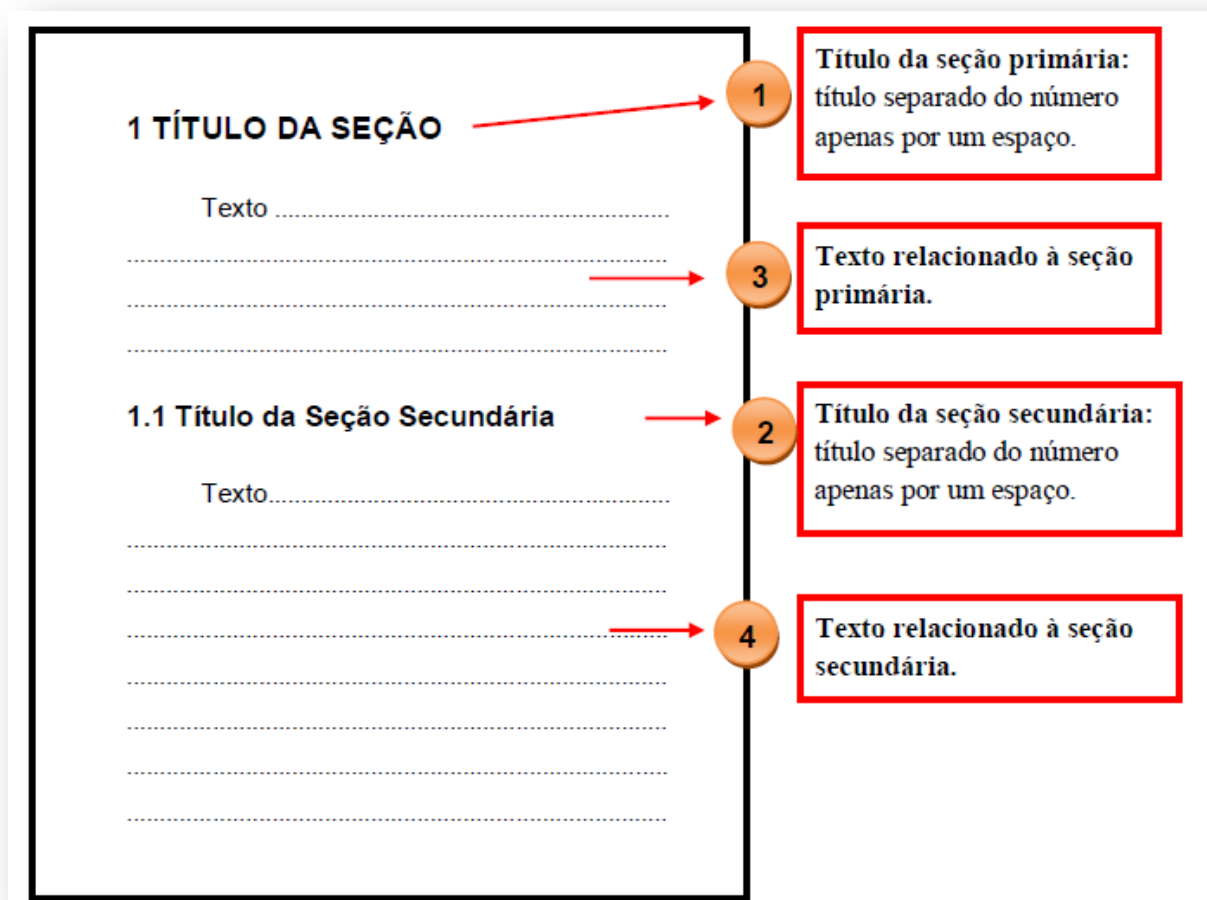 1 TÍTULO DA SEÇÃO
Texto ............................................................
....................................................................................
....................................................................................
....................................................................................
1.1 Título da Seção Secundária
Texto.............................................................
....................................................................................
....................................................................................
....................................................................................
....................................................................................
....................................................................................
....................................................................................
....................................................................................
1
Título da seção primária:
título separado do número
apenas por um espaço.
3
Texto relacionado à seção
primária.
2
Título da seção secundária:
título separado do número
apenas por um espaço.
4
Texto relacionado à seção
secundária.